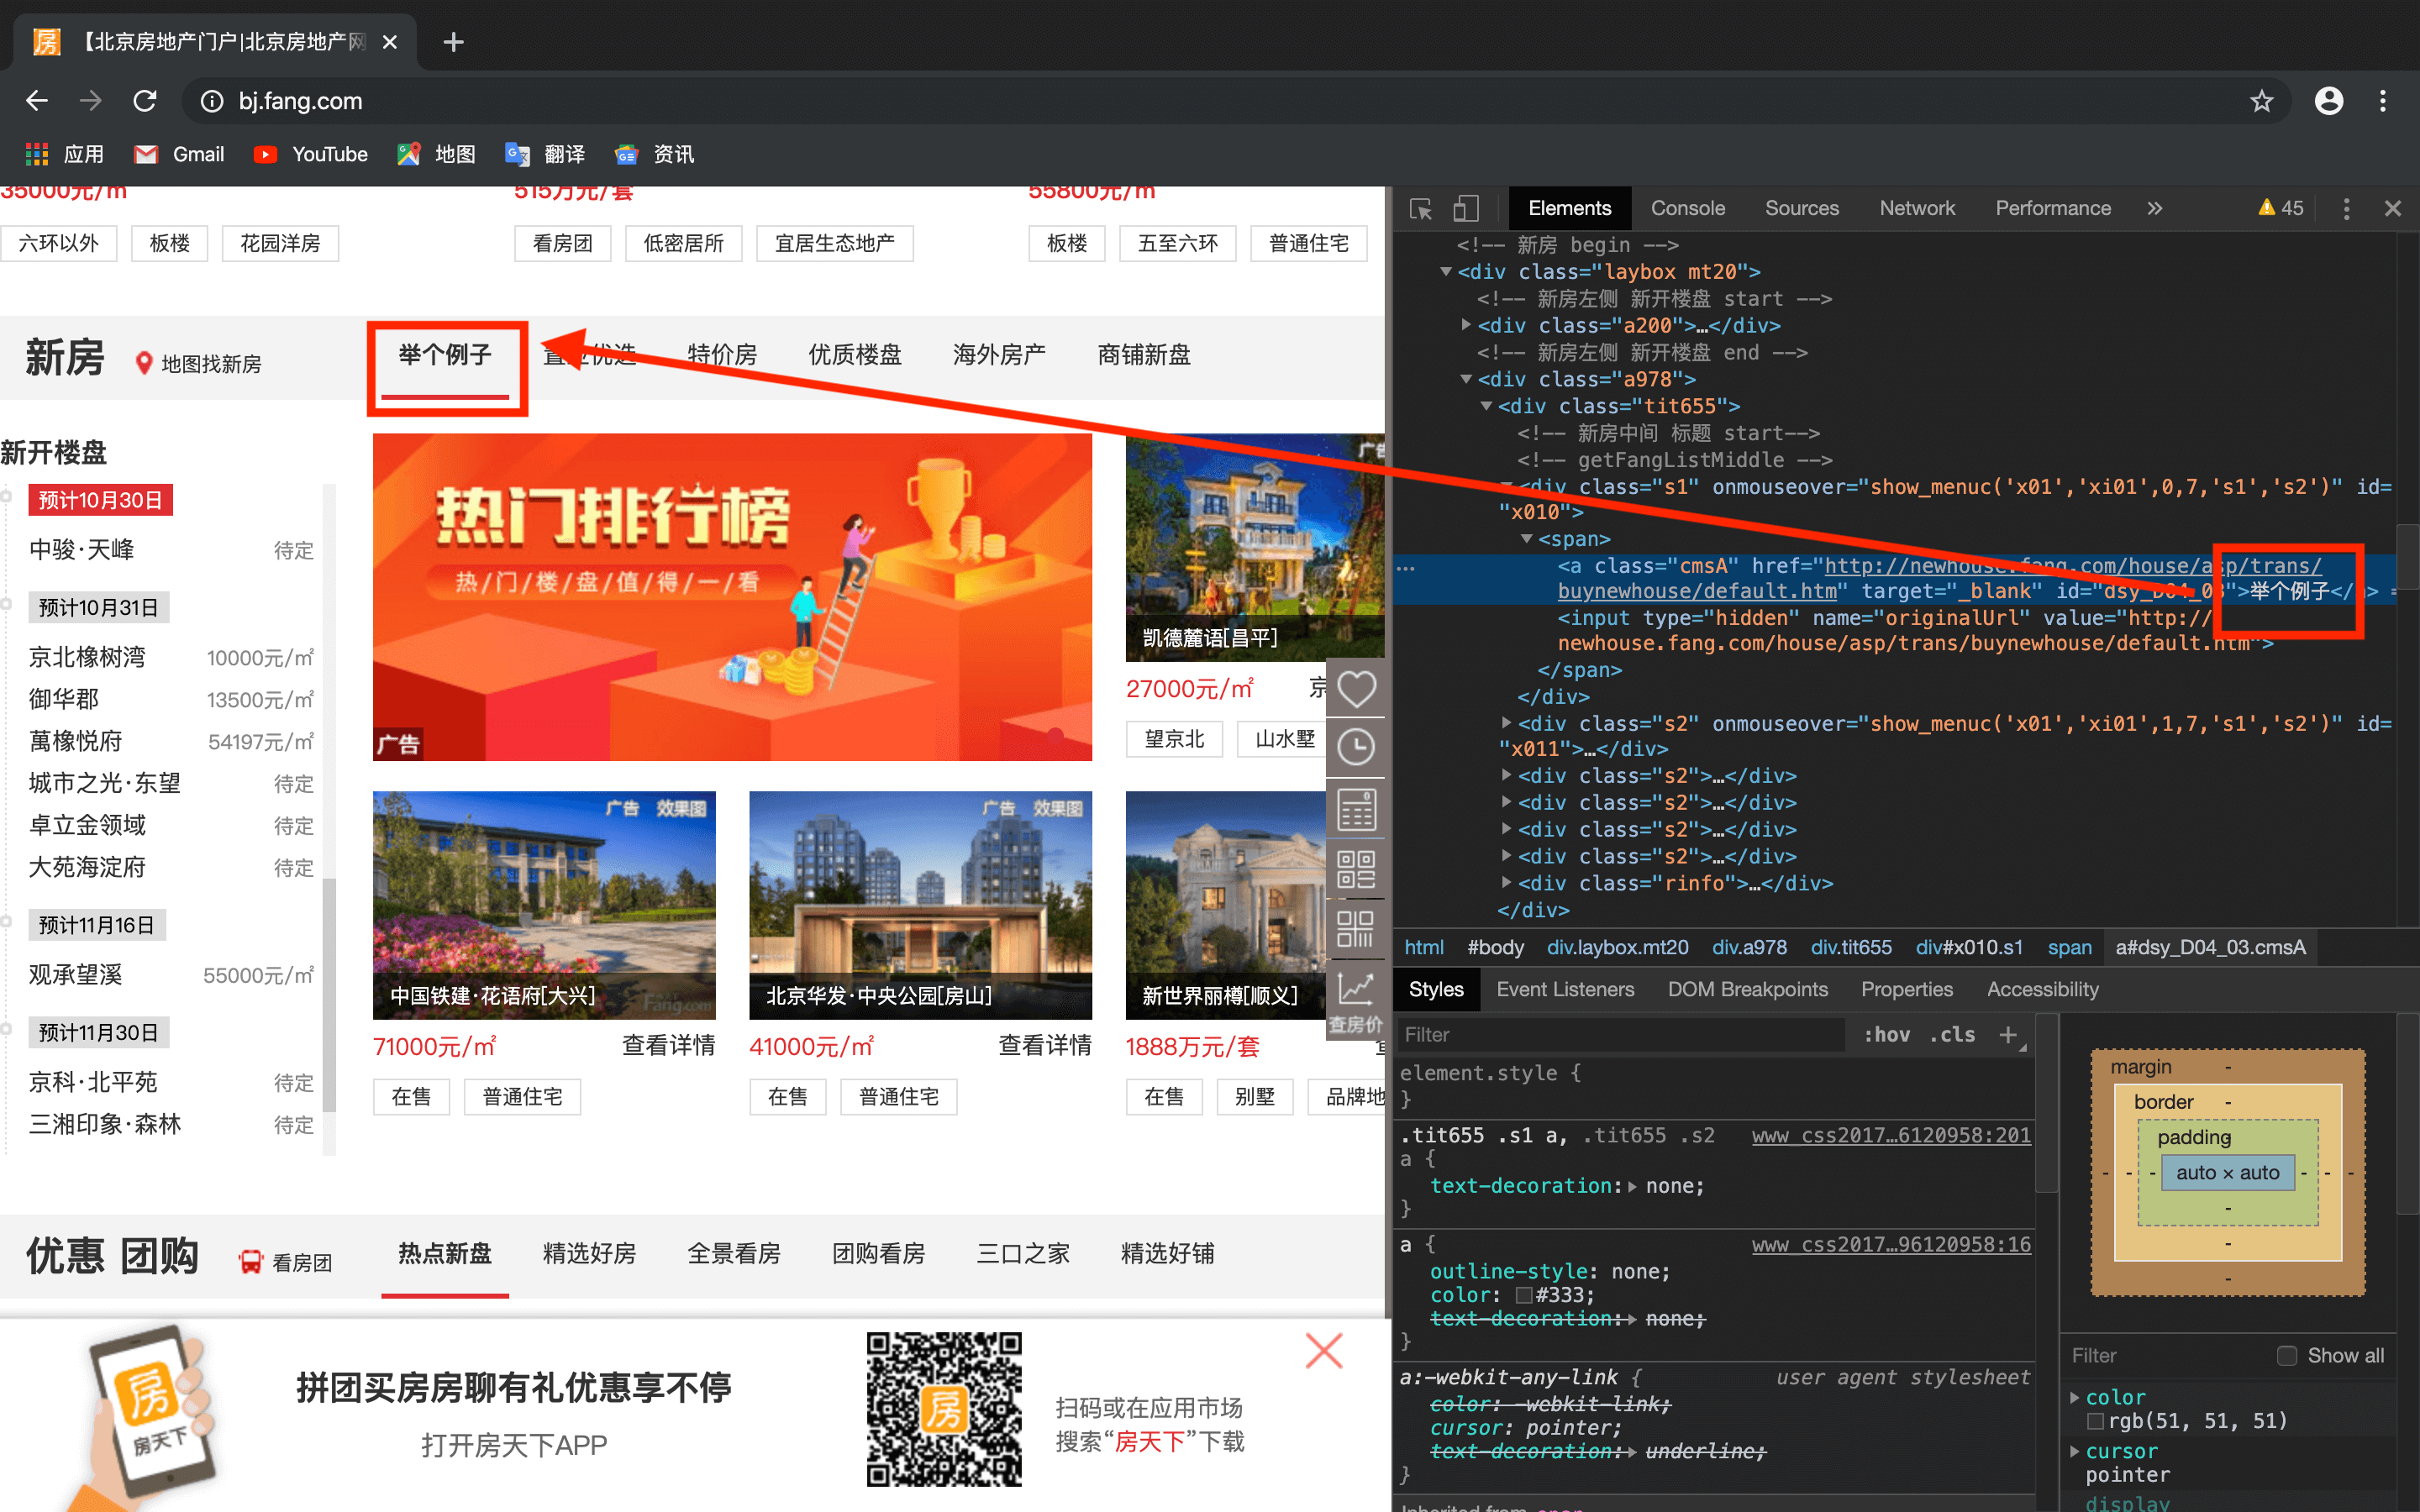 【北京房地产门户|北京房地产网
bj.fang.com
应用 Gmail YouTube 地图 翻译 资讯
35000元/㎡ 515万元/套 55800元/㎡
六环以外 板楼 花园洋房 看房团 低密居所 宜居生态地产 板楼 五至六环 普通住宅
新房 地图找新房 举个例子 置业优选 特价房 优质楼盘 海外房产 商铺新盘
新开楼盘
预计10月30日
中骏·天峰 待定
预计10月31日
京北橡树湾 10000元/㎡
御华郡 13500元/㎡
萬橡悦府 54197元/㎡
城市之光·东望 待定
卓立金领域 待定
大苑海淀府 待定
预计11月16日
观承望溪 55000元/㎡
预计11月30日
京科·北平苑 待定
三湘印象·森林 待定
热门排行榜
热/门/楼/盘/值/得/一/看
广告
广告
凯德麓语[昌平]
27000元/㎡ 京
望京北 山水墅
广告 效果图
中国铁建·花语府[大兴]
Fang.com
71000元/㎡ 查看详情
在售 普通住宅
广告 效果图
北京华发·中央公园[房山]
41000元/㎡ 查看详情
在售 普通住宅
新世界丽樽[顺义]
1888万元/套
在售 别墅 品牌地
查房价
优惠 团购 看房团 热点新盘 精选好房 全景看房 团购看房 三口之家 精选好铺
房
房天下
拼团买房房聊有礼优惠享不停
打开房天下APP
房
扫码或在应用市场
搜索“房天下”下载
Elements Console Sources Network Performance » 45
<!-- 新房 begin -->
<div class="laybox mt20">
<!-- 新房左侧 新开楼盘 start -->
<div class="a200">…</div>
<!-- 新房左侧 新开楼盘 end -->
<div class="a978">
<div class="tit655">
<!-- 新房中间 标题 start-->
<!-- getFangListMiddle -->
<div class="s1" onmouseover="show_menuc('x01','xi01',0,7,'s1','s2')" id=
"x010">
<span>
<a class="cmsA" href="http://newhouse.fang.com/house/asp/trans/
buynewhouse/default.htm" target="_blank" id="dsy_D04_03">举个例子</a> =
<input type="hidden" name="originalUrl" value="http://
newhouse.fang.com/house/asp/trans/buynewhouse/default.htm">
</span>
</div>
<div class="s2" onmouseover="show_menuc('x01','xi01',1,7,'s1','s2')" id=
"x011">…</div>
<div class="s2">…</div>
<div class="s2">…</div>
<div class="s2">…</div>
<div class="s2">…</div>
<div class="rinfo">…</div>
</div>
html #body div.laybox.mt20 div.a978 div.tit655 div#x010.s1 span a#dsy_D04_03.cmsA
Styles Event Listeners DOM Breakpoints Properties Accessibility
Filter :hov .cls +
element.style {
}
.tit655 .s1 a, .tit655 .s2 www_css2017…6120958:201
a {
text-decoration: none;
}
a { www_css2017…96120958:16
outline-style: none;
color: #333;
text-decoration: none;
}
a:-webkit-any-link { user agent stylesheet
color: -webkit-link;
cursor: pointer;
text-decoration: underline;
}
Inherited from span
margin -
border -
padding -
- - - auto × auto - - -
-
-
-
Filter Show all
color
rgb(51, 51, 51)
cursor
pointer
display